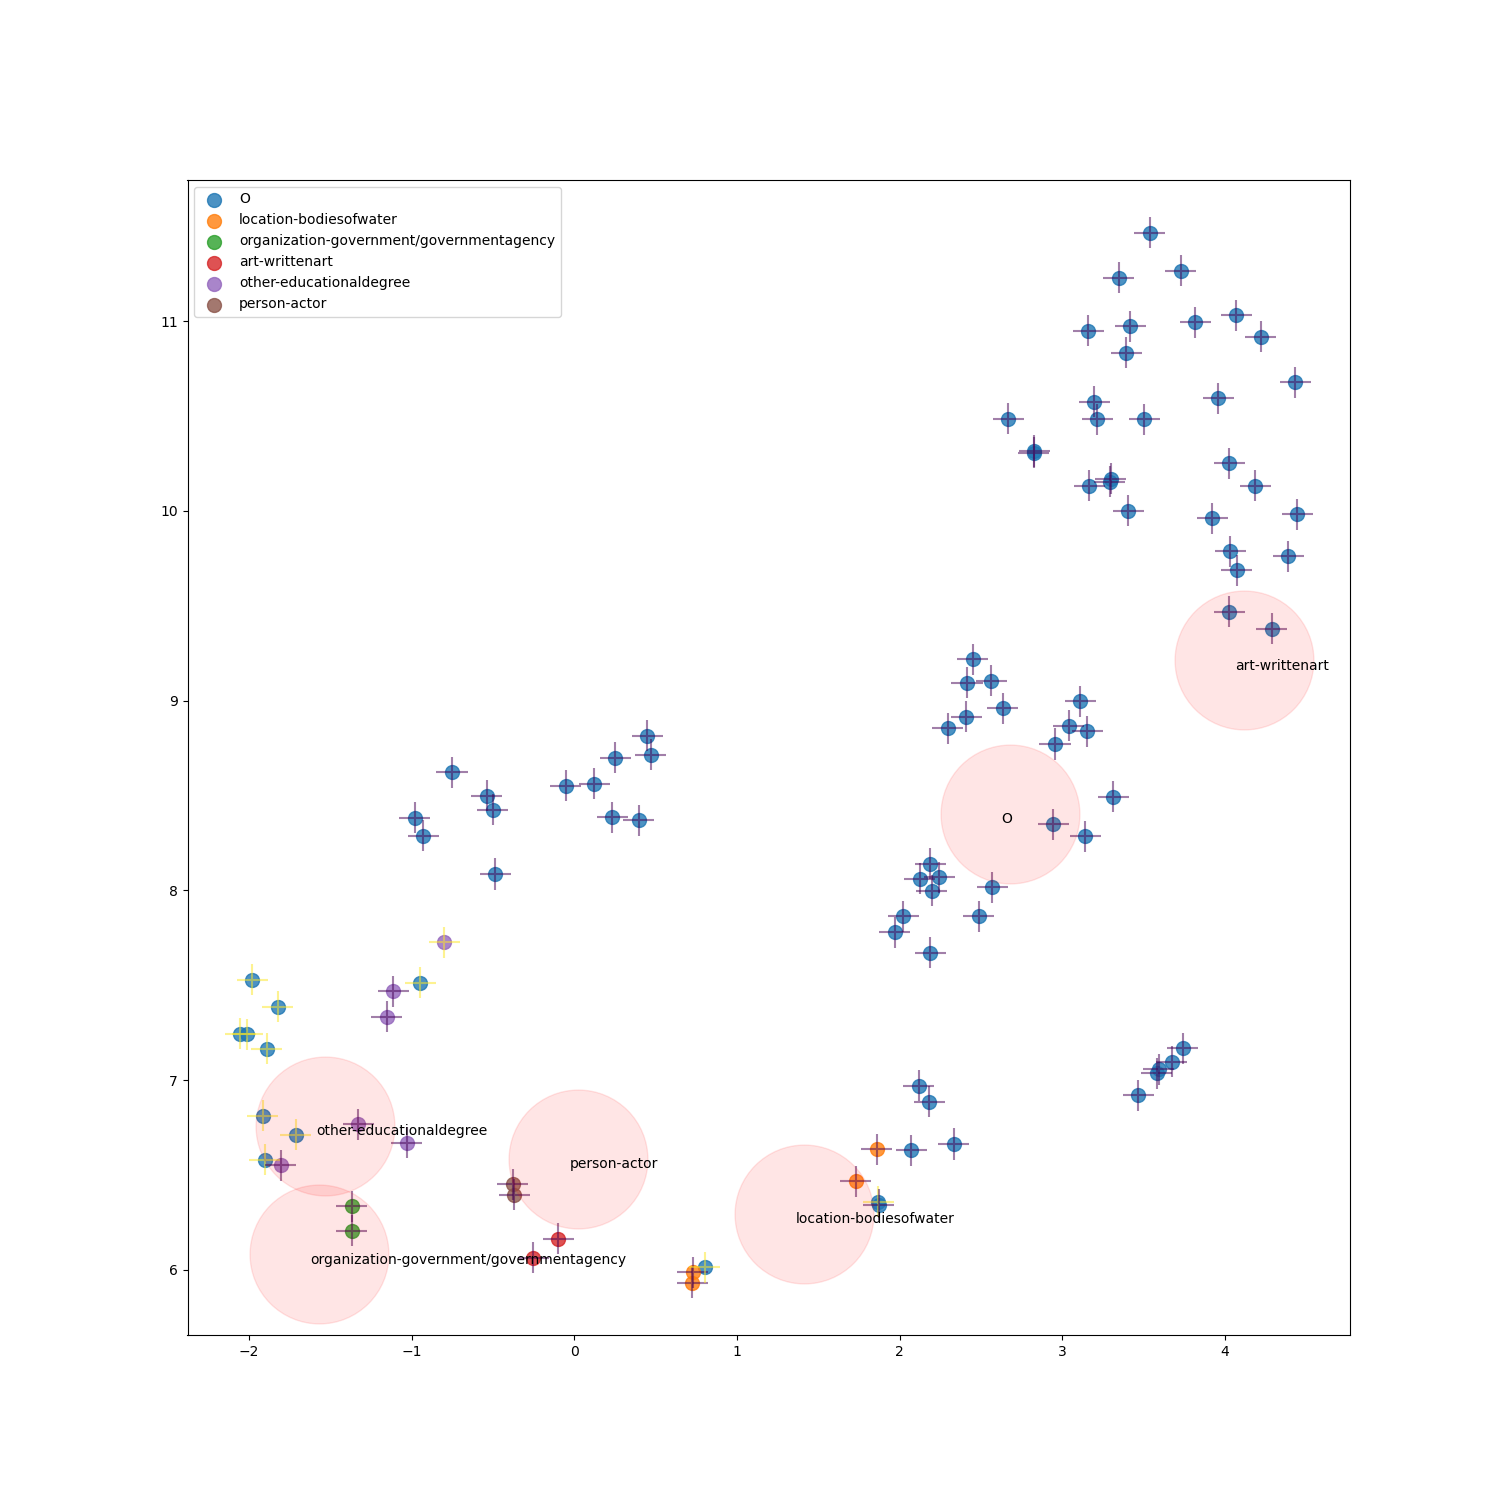 O
location-bodiesofwater
organization-government/governmentagency
art-writtenart
other-educationaldegree
person-actor
11
10
9
8
7
6
art-writtenart
O
other-educationaldegree
person-actor
location-bodiesofwater
organization-government/governmentagency
−2
−1
0
1
2
3
4